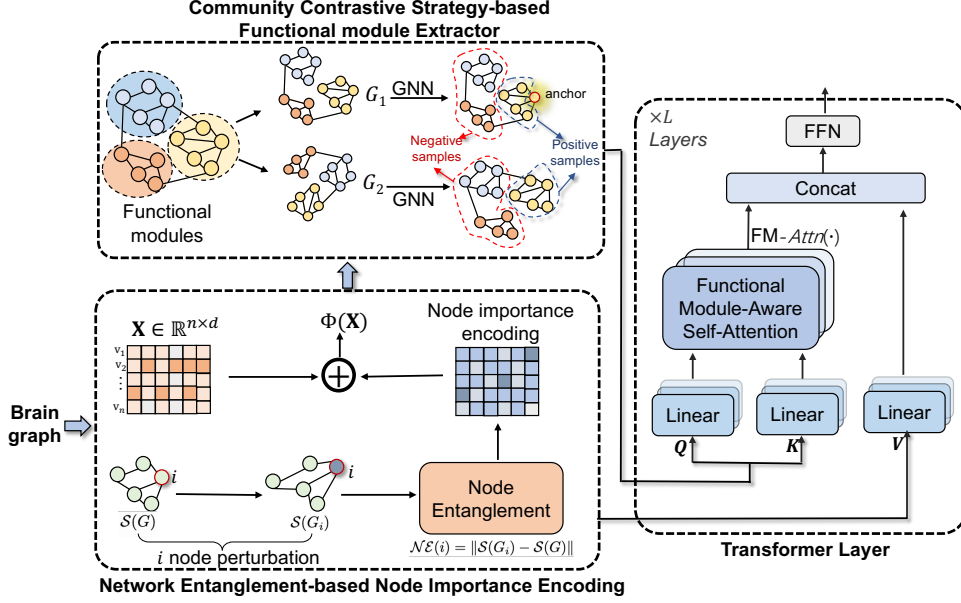 Community Contrastive Strategy-based
Functional module Extractor
G1 GNN
anchor
Negative
samples
Positive
samples
G2
GNN
Functional
modules
×L
Layers
FFN
Concat
FM-Attn(·)
Functional
Module-Aware
Self-Attention
Linear
Linear
Linear
Q
K
V
Transformer Layer
Brain
graph
X ∈ ℝⁿˣᵈ
v1
v2
⋮
vn
Φ(X)
Node importance
encoding
i
i
S(G)
S(Gi)
i node perturbation
Node
Entanglement
NE(i) = ‖S(Gi) − S(G)‖
Network Entanglement-based Node Importance Encoding